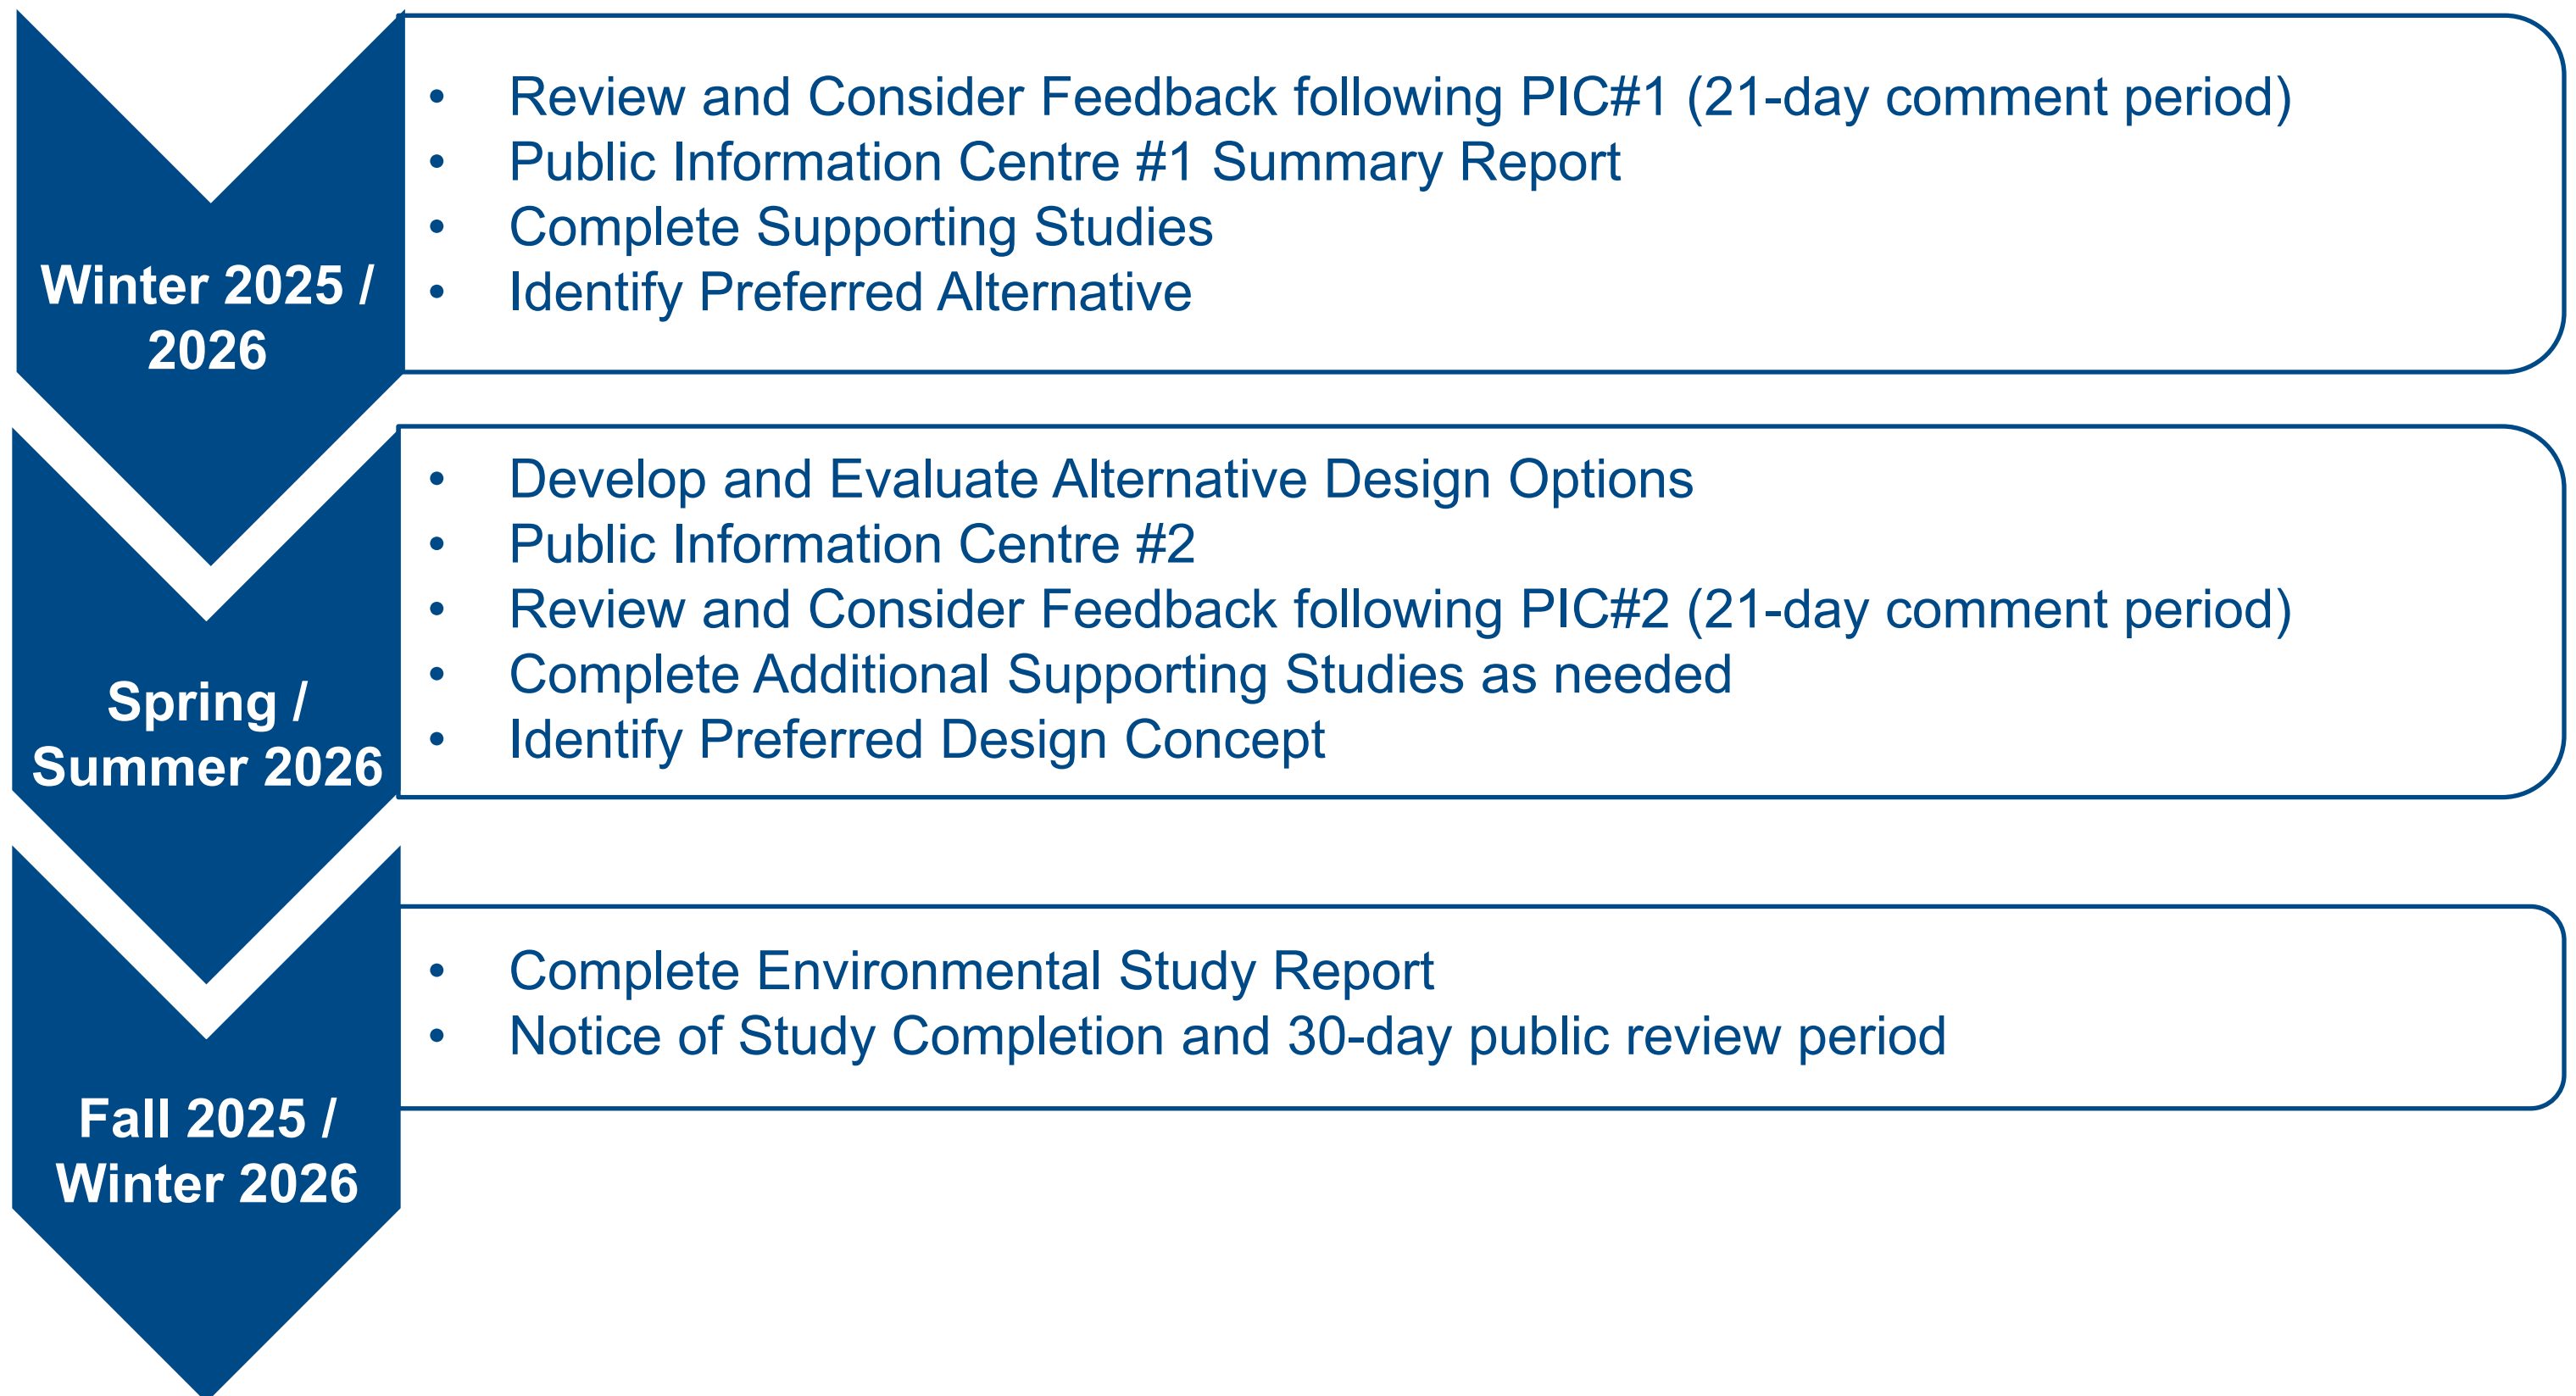 Winter 2025 /
2026
• Review and Consider Feedback following PIC#1 (21-day comment period)
• Public Information Centre #1 Summary Report
• Complete Supporting Studies
• Identify Preferred Alternative
Spring /
Summer 2026
• Develop and Evaluate Alternative Design Options
• Public Information Centre #2
• Review and Consider Feedback following PIC#2 (21-day comment period)
• Complete Additional Supporting Studies as needed
• Identify Preferred Design Concept
Fall 2025 /
Winter 2026
• Complete Environmental Study Report
• Notice of Study Completion and 30-day public review period